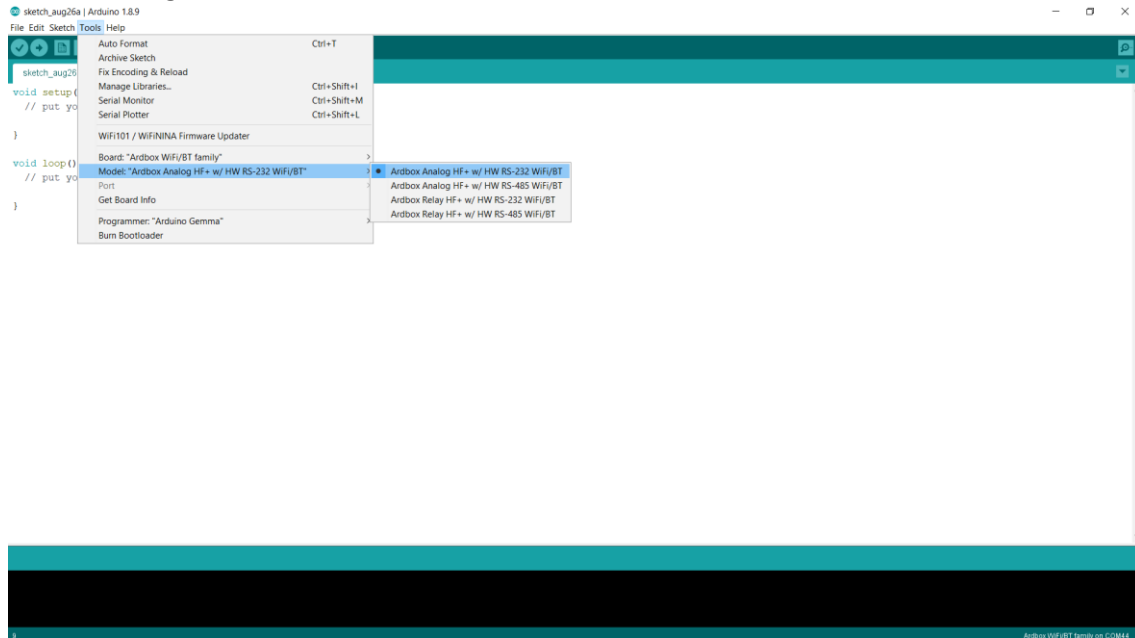 sketch_aug26a | Arduino 1.8.9
File Edit Sketch Tools Help
sketch_aug26
void setup(
// put yo
}
void loop()
// put yo
}
Auto Format Ctrl+T
Archive Sketch
Fix Encoding & Reload
Manage Libraries... Ctrl+Shift+I
Serial Monitor Ctrl+Shift+M
Serial Plotter Ctrl+Shift+L
WiFi101 / WiFiNINA Firmware Updater
Board: "Ardbox WiFi/BT family"
Model: "Ardbox Analog HF+ w/ HW RS-232 WiFi/BT"
Port
Get Board Info
Programmer: "Arduino Gemma"
Burn Bootloader
Ardbox Analog HF+ w/ HW RS-232 WiFi/BT
Ardbox Analog HF+ w/ HW RS-485 WiFi/BT
Ardbox Relay HF+ w/ HW RS-232 WiFi/BT
Ardbox Relay HF+ w/ HW RS-485 WiFi/BT
Ardbox WiFi/BT family on COM44